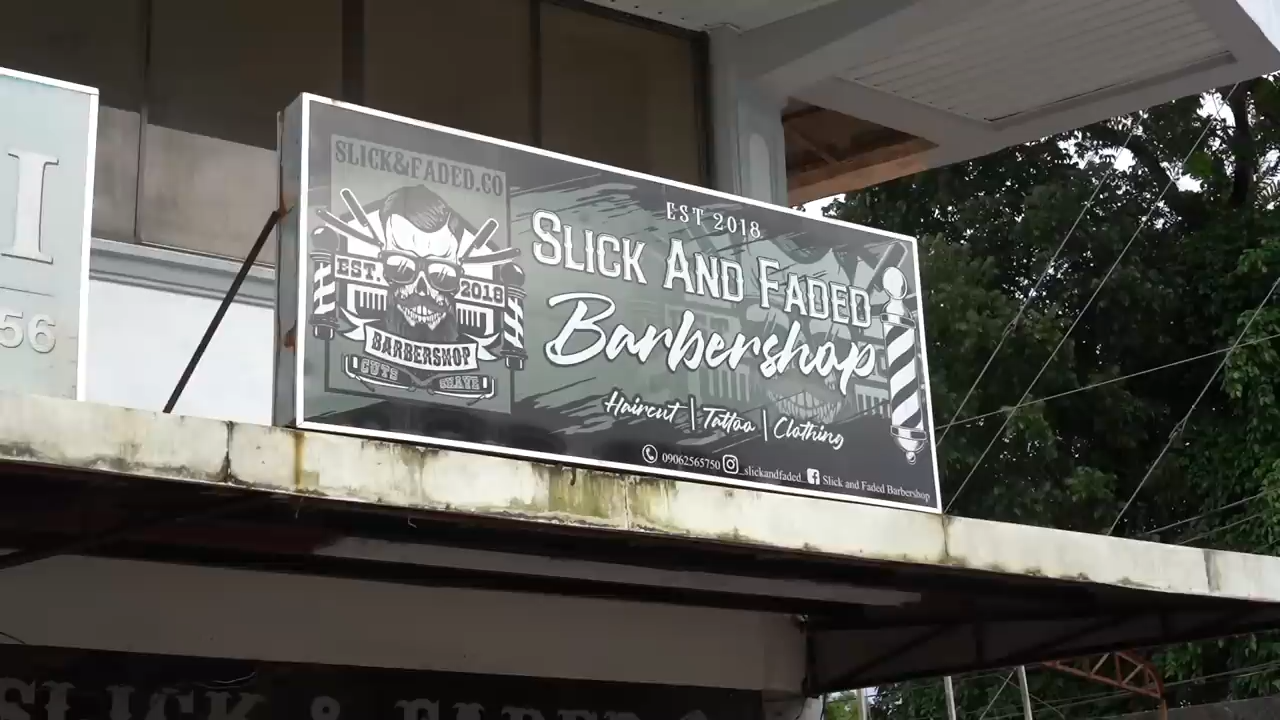 I
56
SLICK&FADED.CO
EST. 2018
BARBERSHOP
CUTS SHAVE
EST 2018
SLICK AND FADED
Barbershop
Haircut | Tattoo | Clothing
09062565750 _slickandfaded_ Slick and Faded Barbershop
SLICK & FADED